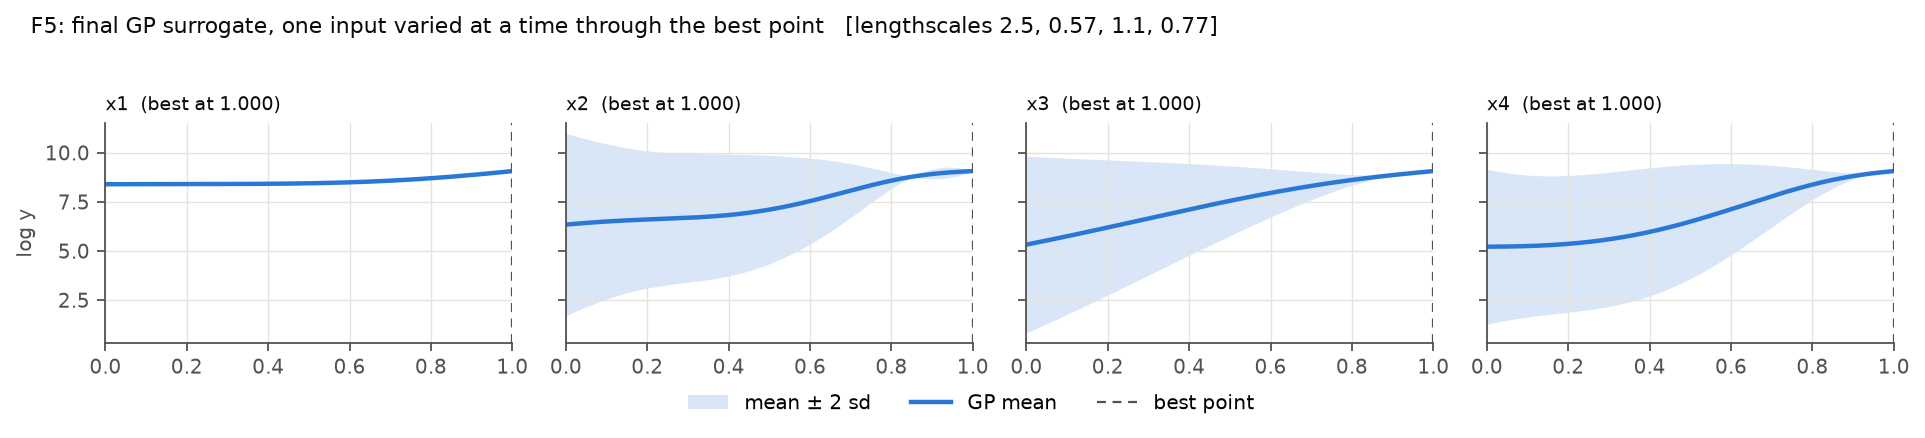 F5: final GP surrogate, one input varied at a time through the best point   [lengthscales 2.5, 0.57, 1.1, 0.77]
x1  (best at 1.000)
x2  (best at 1.000)
x3  (best at 1.000)
x4  (best at 1.000)
log y
10.0
7.5
5.0
2.5
0.0 0.2 0.4 0.6 0.8 1.0
0.0 0.2 0.4 0.6 0.8 1.0
0.0 0.2 0.4 0.6 0.8 1.0
0.0 0.2 0.4 0.6 0.8 1.0
mean ± 2 sd
GP mean
best point